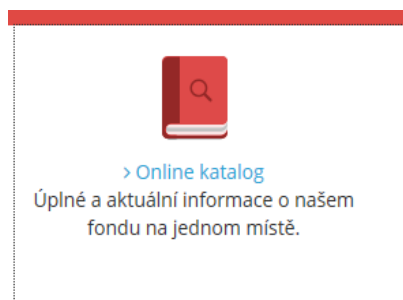 > Online katalog
Úplné a aktuální informace o našem
fondu na jednom místě.